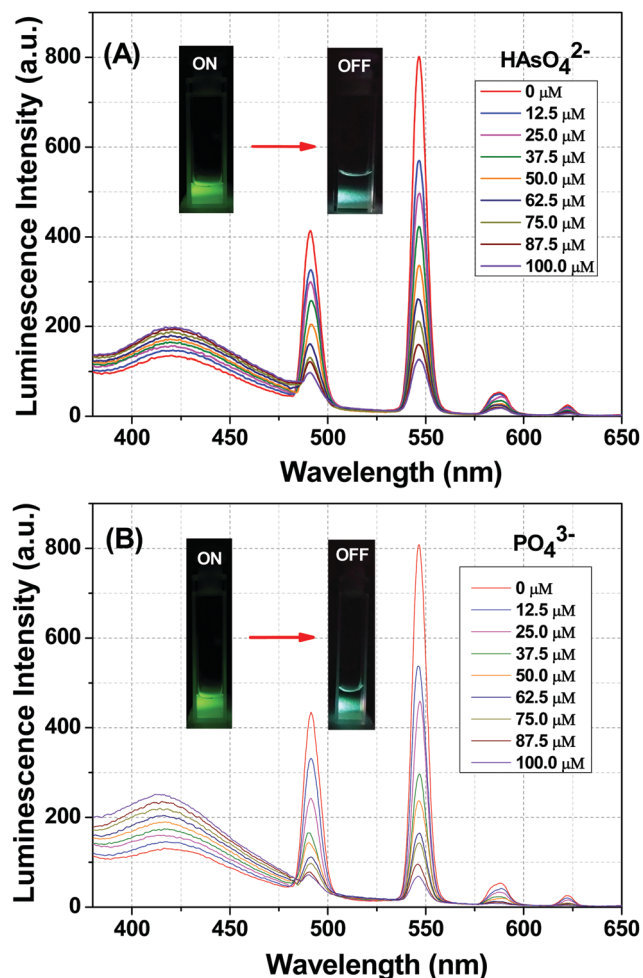 (A)
ON
OFF
HAsO₄²⁻
0 μM
12.5 μM
25.0 μM
37.5 μM
50.0 μM
62.5 μM
75.0 μM
87.5 μM
100.0 μM
Luminescence Intensity (a.u.)
800
600
400
200
0
400 450 500 550 600 650
Wavelength (nm)
(B)
ON
OFF
PO₄³⁻
0 μM
12.5 μM
25.0 μM
37.5 μM
50.0 μM
62.5 μM
75.0 μM
87.5 μM
100.0 μM
Luminescence Intensity (a.u.)
800
600
400
200
0
400 450 500 550 600 650
Wavelength (nm)